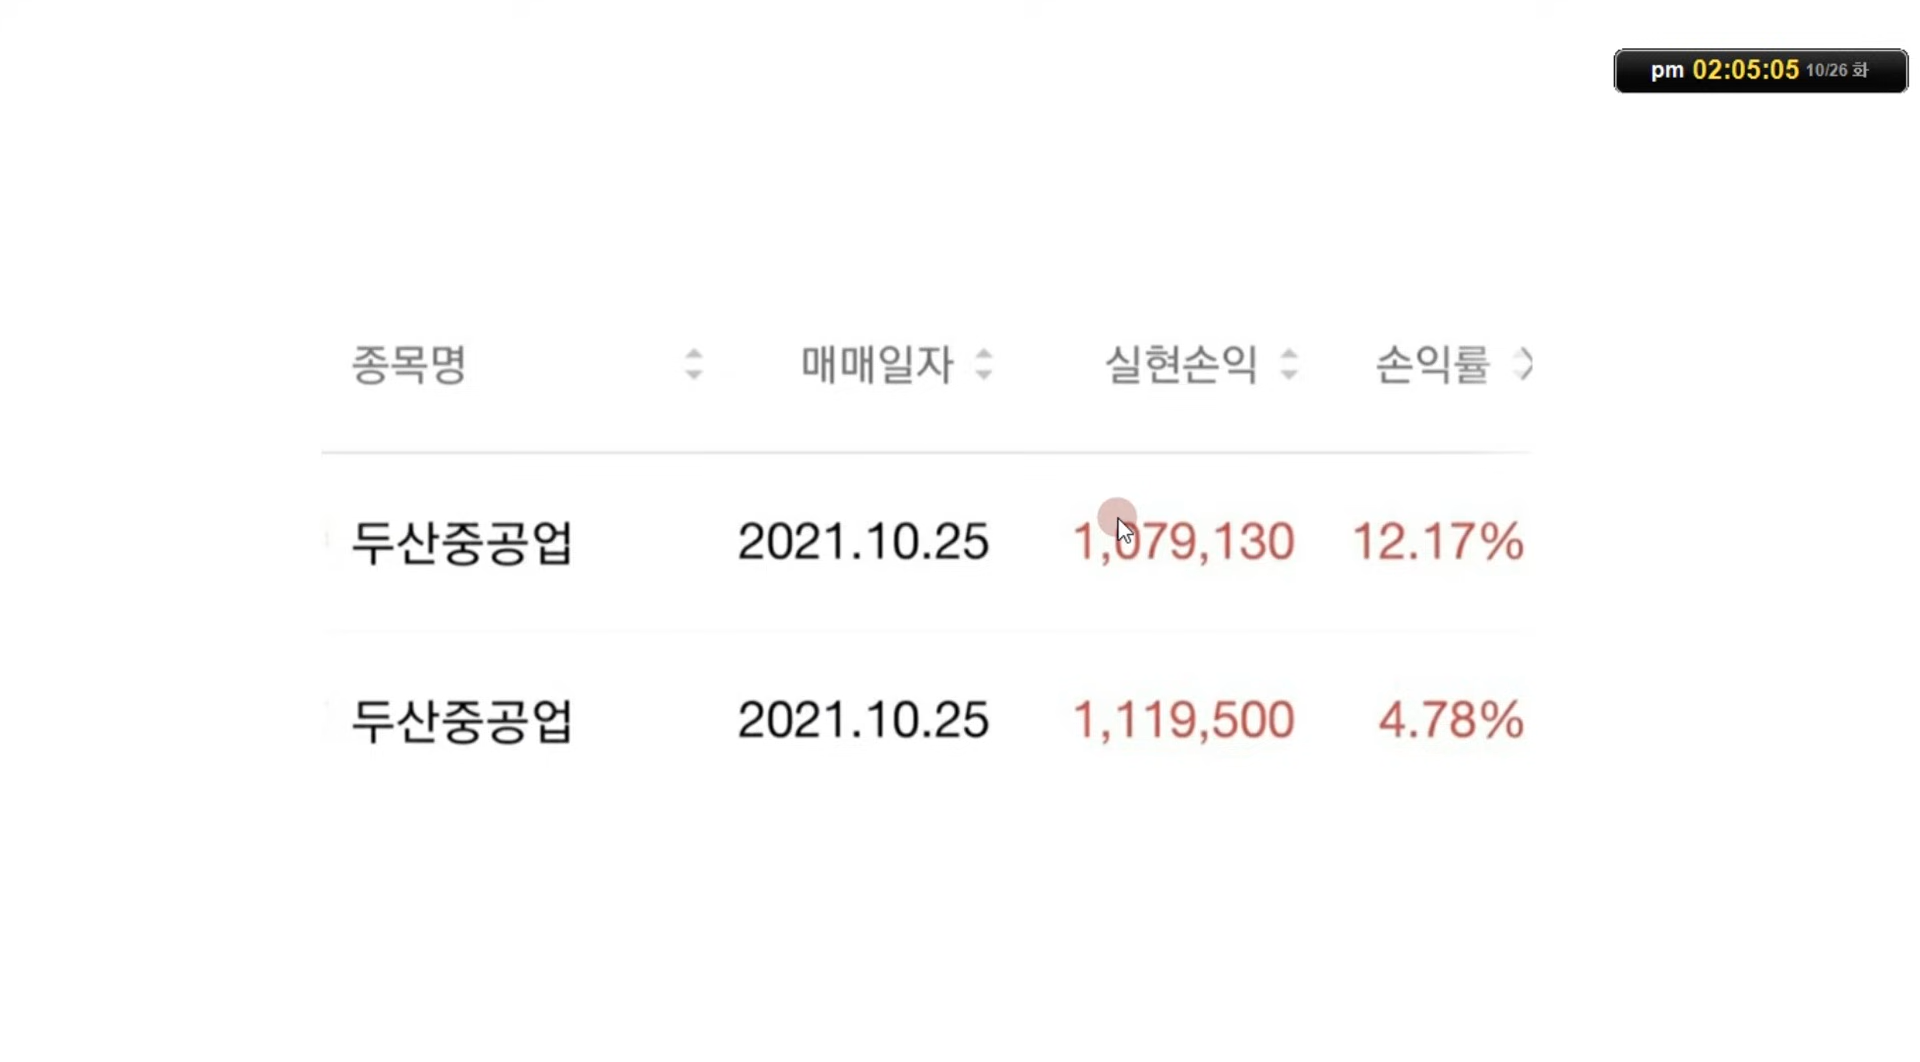 pm 02:05:05 10/26 화
종목명 매매일자 실현손익 손익률
두산중공업 2021.10.25 1,079,130 12.17%
두산중공업 2021.10.25 1,119,500 4.78%